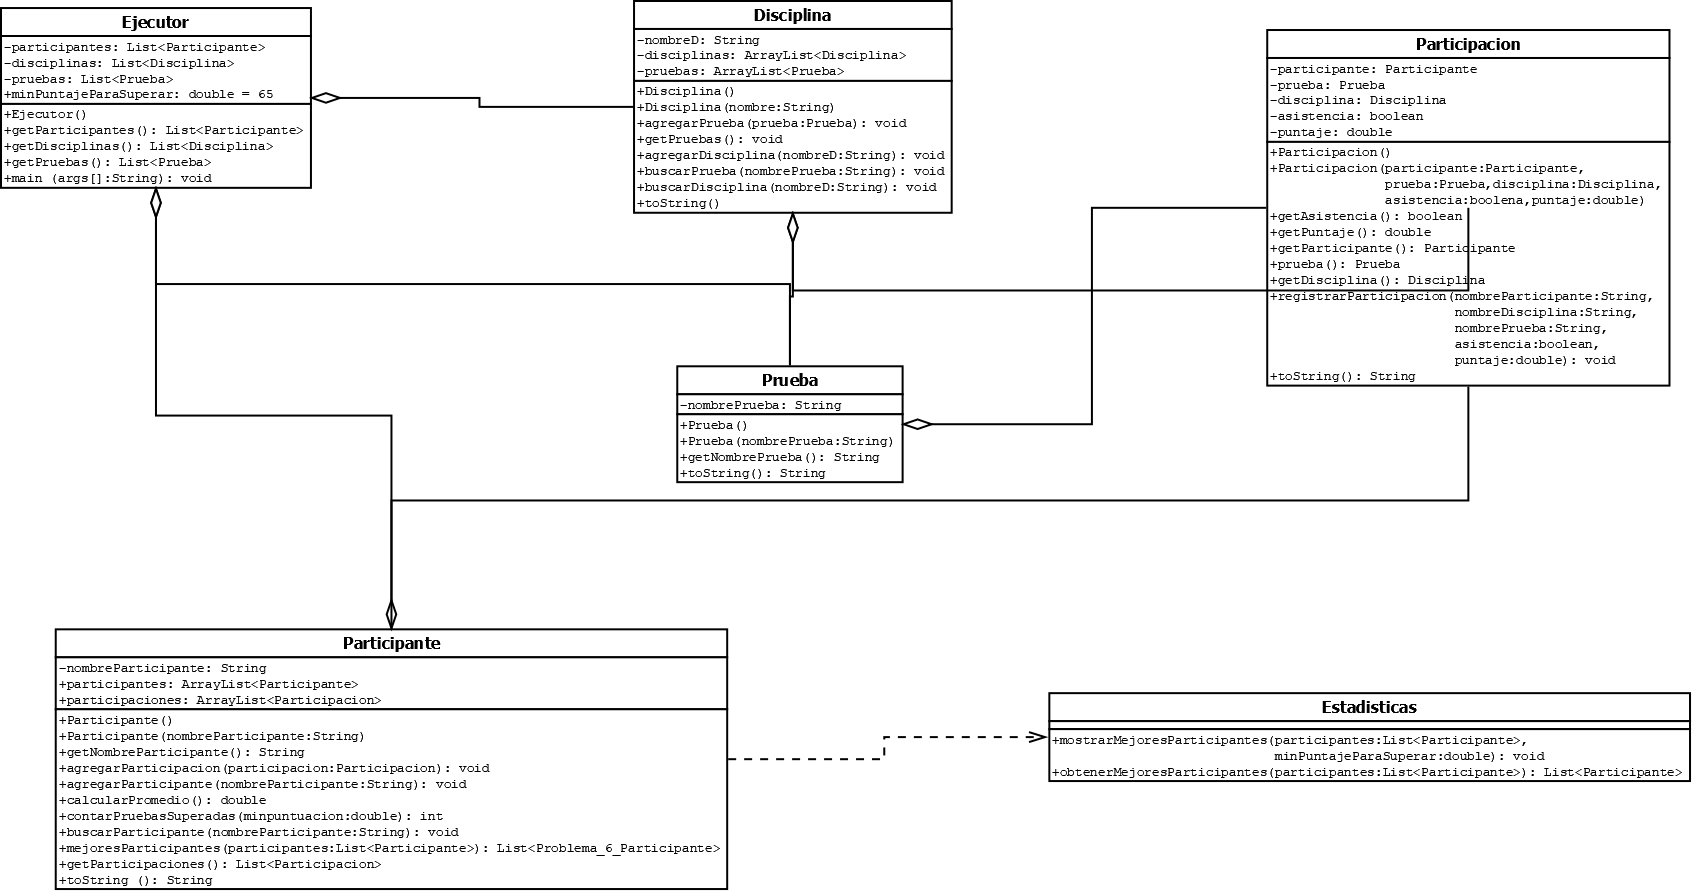 Ejecutor
-participantes: List<Participante>
-disciplinas: List<Disciplina>
-pruebas: List<Prueba>
+minPuntajeParaSuperar: double = 65
+Ejecutor()
+getParticipantes(): List<Participante>
+getDisciplinas(): List<Disciplina>
+getPruebas(): List<Prueba>
+main (args[]:String): void
Disciplina
-nombreD: String
-disciplinas: ArrayList<Disciplina>
-pruebas: ArrayList<Prueba>
+Disciplina()
+Disciplina(nombre:String)
+agregarPrueba(prueba:Prueba): void
+getPruebas(): void
+agregarDisciplina(nombreD:String): void
+buscarPrueba(nombrePrueba:String): void
+buscarDisciplina(nombreD:String): void
+toString()
Participacion
-participante: Participante
-prueba: Prueba
-disciplina: Disciplina
-asistencia: boolean
-puntaje: double
+Participacion()
+Participacion(participante:Participante,
prueba:Prueba,disciplina:Disciplina,
asistencia:boolena,puntaje:double)
+getAsistencia(): boolean
+getPuntaje(): double
+getParticipante(): Participante
+prueba(): Prueba
+getDisciplina(): Disciplina
+registrarParticipacion(nombreParticipante:String,
nombreDisciplina:String,
nombrePrueba:String,
asistencia:boolean,
puntaje:double): void
+toString(): String
Prueba
-nombrePrueba: String
+Prueba()
+Prueba(nombrePrueba:String)
+getNombrePrueba(): String
+toString(): String
Participante
-nombreParticipante: String
+participantes: ArrayList<Participante>
+participaciones: ArrayList<Participacion>
+Participante()
+Participante(nombreParticipante:String)
+getNombreParticipante(): String
+agregarParticipacion(participacion:Participacion): void
+agregarParticipante(nombreParticipante:String): void
+calcularPromedio(): double
+contarPruebasSuperadas(minpuntuacion:double): int
+buscarParticipante(nombreParticipante:String): void
+mejoresParticipantes(participantes:List<Participante>): List<Problema_6_Participante>
+getParticipaciones(): List<Participacion>
+toString (): String
Estadisticas
+mostrarMejoresParticipantes(participantes:List<Participante>,
minPuntajeParaSuperar:double): void
+obtenerMejoresParticipantes(participantes:List<Participante>): List<Participante>